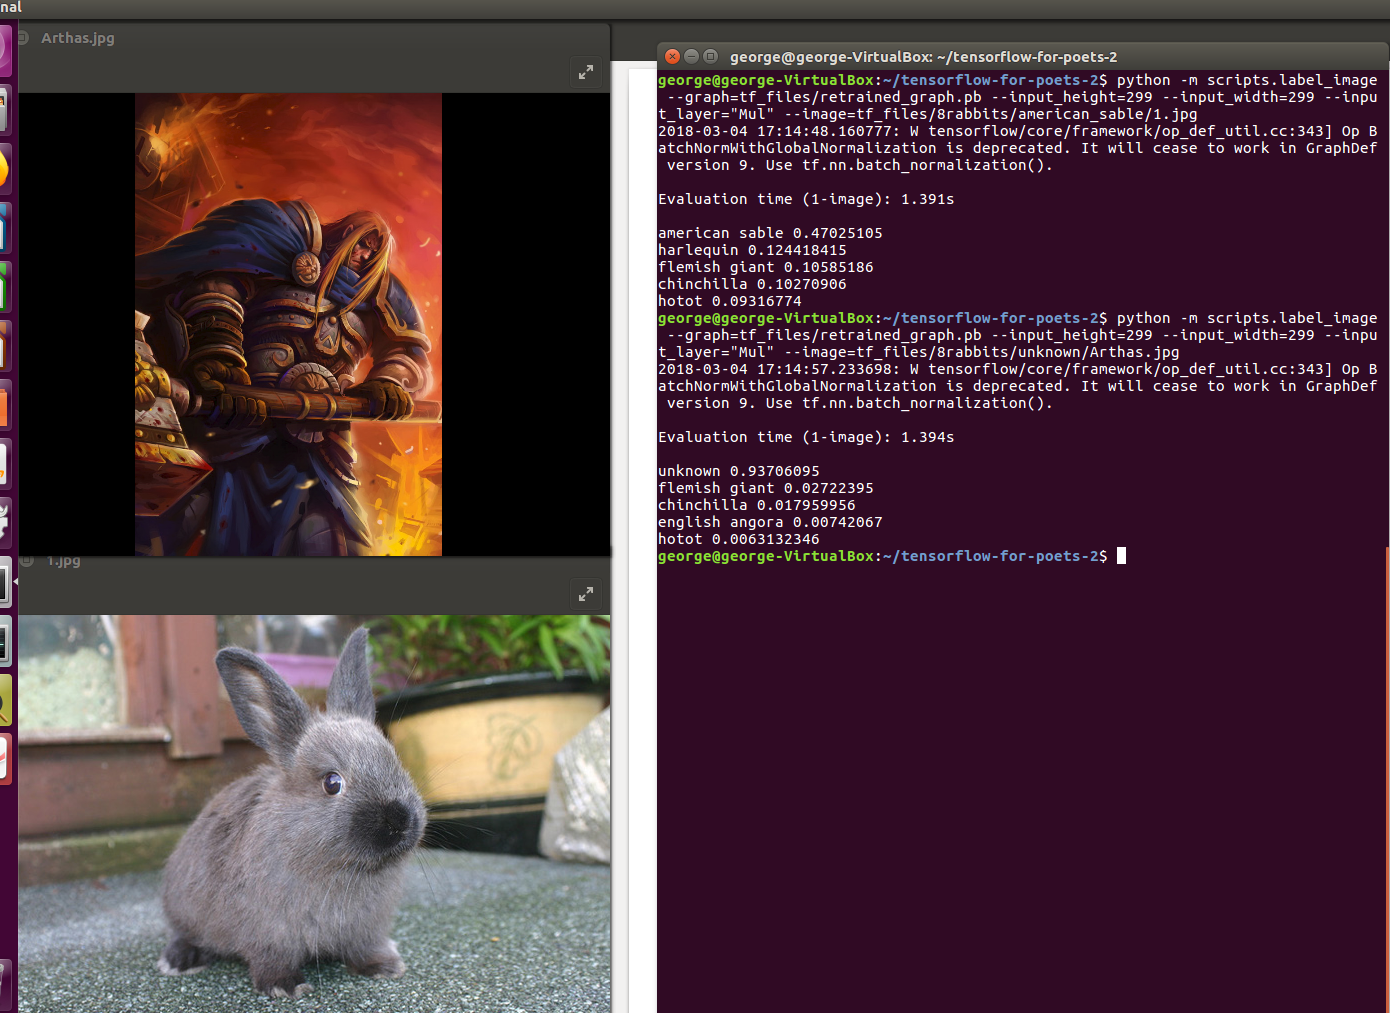 nal
Arthas.jpg
1.jpg
george@george-VirtualBox: ~/tensorflow-for-poets-2
george@george-VirtualBox:~/tensorflow-for-poets-2$ python -m scripts.label_image
--graph=tf_files/retrained_graph.pb --input_height=299 --input_width=299 --inpu
t_layer="Mul" --image=tf_files/8rabbits/american_sable/1.jpg
2018-03-04 17:14:48.160777: W tensorflow/core/framework/op_def_util.cc:343] Op B
atchNormWithGlobalNormalization is deprecated. It will cease to work in GraphDef
version 9. Use tf.nn.batch_normalization().
Evaluation time (1-image): 1.391s
american sable 0.47025105
harlequin 0.124418415
flemish giant 0.10585186
chinchilla 0.10270906
hotot 0.09316774
george@george-VirtualBox:~/tensorflow-for-poets-2$ python -m scripts.label_image
--graph=tf_files/retrained_graph.pb --input_height=299 --input_width=299 --inpu
t_layer="Mul" --image=tf_files/8rabbits/unknown/Arthas.jpg
2018-03-04 17:14:57.233698: W tensorflow/core/framework/op_def_util.cc:343] Op B
atchNormWithGlobalNormalization is deprecated. It will cease to work in GraphDef
version 9. Use tf.nn.batch_normalization().
Evaluation time (1-image): 1.394s
unknown 0.93706095
flemish giant 0.02722395
chinchilla 0.017959956
english angora 0.00742067
hotot 0.0063132346
george@george-VirtualBox:~/tensorflow-for-poets-2$